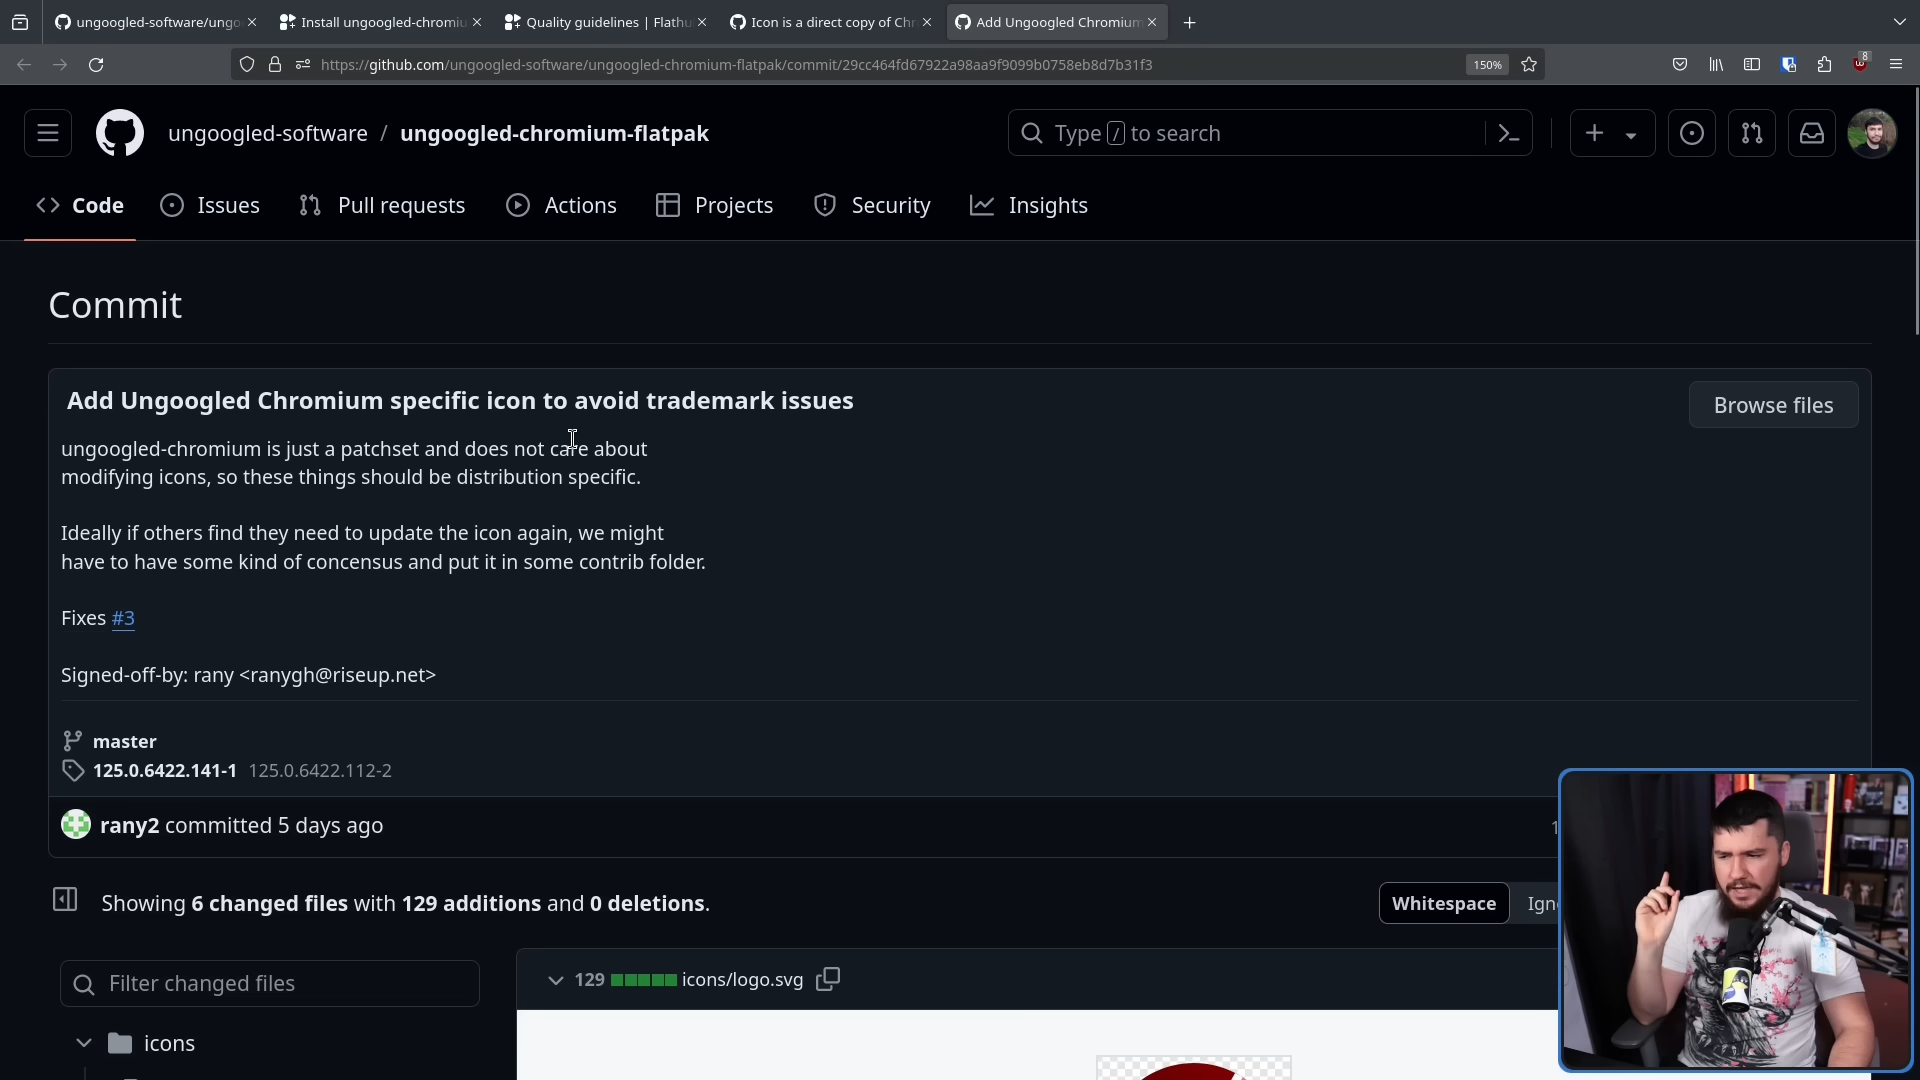 ungoogled-software/ungo
Install ungoogled-chromiu
Quality guidelines | Flathu
Icon is a direct copy of Chr
Add Ungoogled Chromium
https://github.com/ungoogled-software/ungoogled-chromium-flatpak/commit/29cc464fd67922a98aa9f9099b0758eb8d7b31f3
150%
8
ungoogled-software / ungoogled-chromium-flatpak
Type / to search
Code
Issues
Pull requests
Actions
Projects
Security
Insights
Commit
Add Ungoogled Chromium specific icon to avoid trademark issues
Browse files
ungoogled-chromium is just a patchset and does not care about
modifying icons, so these things should be distribution specific.
Ideally if others find they need to update the icon again, we might
have to have some kind of concensus and put it in some contrib folder.
Fixes #3
Signed-off-by: rany <ranygh@riseup.net>
master
125.0.6422.141-1 125.0.6422.112-2
rany2 committed 5 days ago
1
Showing 6 changed files with 129 additions and 0 deletions.
Whitespace
Igno
Filter changed files
129 icons/logo.svg
icons